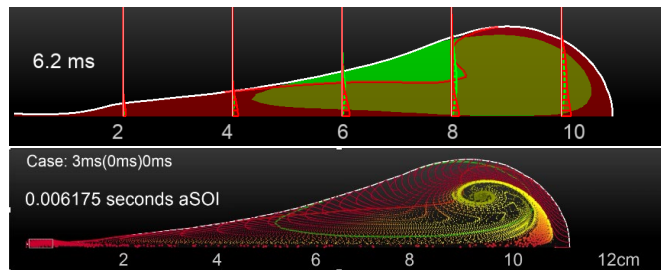 6.2 ms
2 4 6 8 10
Case: 3ms(0ms)0ms
0.006175 seconds aSOI
2 4 6 8 10 12cm